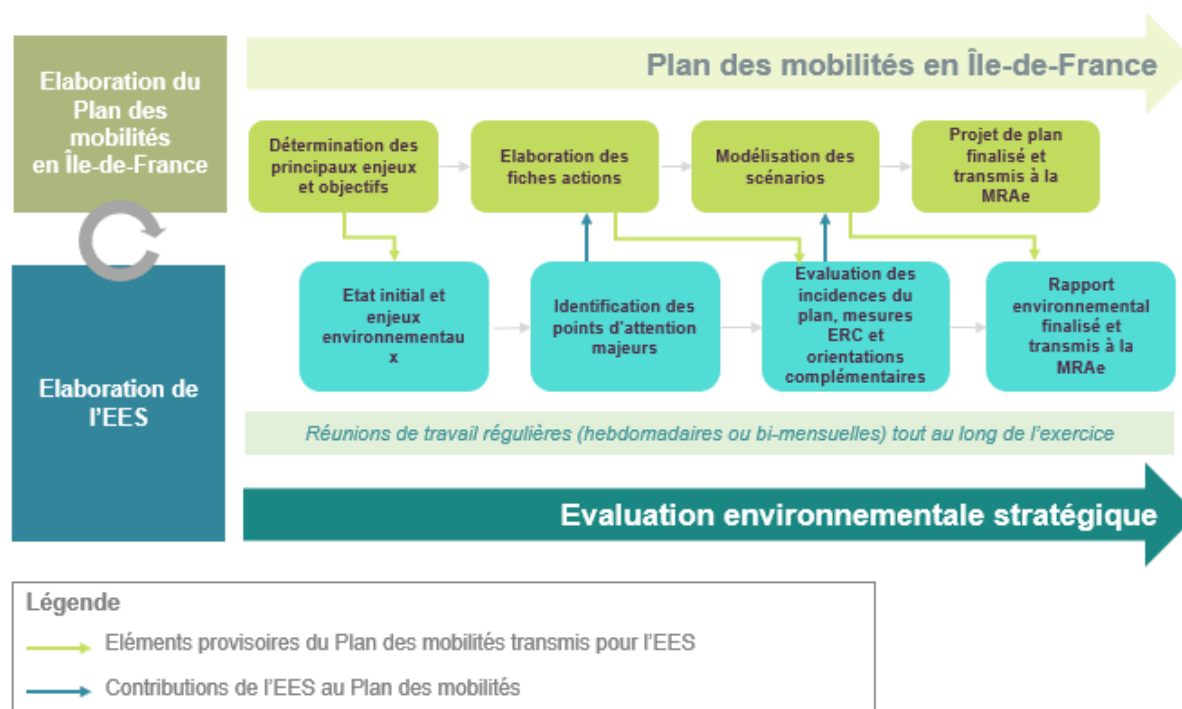 Elaboration du
Plan des
mobilités
en Île-de-France
Plan des mobilités en Île-de-France
Détermination des
principaux enjeux
et objectifs
Elaboration des
fiches actions
Modélisation des
scénarios
Projet de plan
finalisé et
transmis à la
MRAe
Elaboration de
l'EES
Etat initial et
enjeux
environnementau
x
Identification des
points d'attention
majeurs
Evaluation des
incidences du
plan, mesures
ERC et
orientations
complémentaires
Rapport
environnemental
finalisé et
transmis à la
MRAe
Réunions de travail régulières (hebdomadaires ou bi-mensuelles) tout au long de l'exercice
Evaluation environnementale stratégique
Légende
Eléments provisoires du Plan des mobilités transmis pour l'EES
Contributions de l'EES au Plan des mobilités